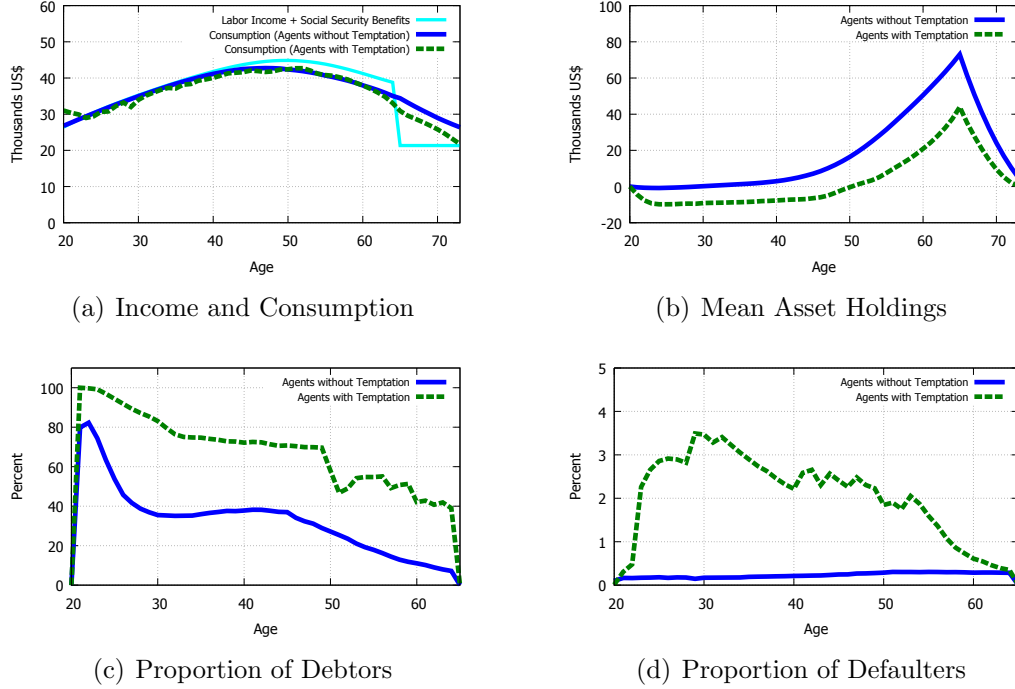 60
50
40
30
20
10
0
Thousands US$
Labor Income + Social Security Benefits
Consumption (Agents without Temptation)
Consumption (Agents with Temptation)
20 30 40 50 60 70
Age
(a) Income and Consumption
100
80
60
40
20
0
-20
Thousands US$
Agents without Temptation
Agents with Temptation
20 30 40 50 60 70
Age
(b) Mean Asset Holdings
100
80
60
40
20
0
Percent
Agents without Temptation
Agents with Temptation
20 30 40 50 60
Age
(c) Proportion of Debtors
5
4
3
2
1
0
Percent
Agents without Temptation
Agents with Temptation
20 30 40 50 60
Age
(d) Proportion of Defaulters